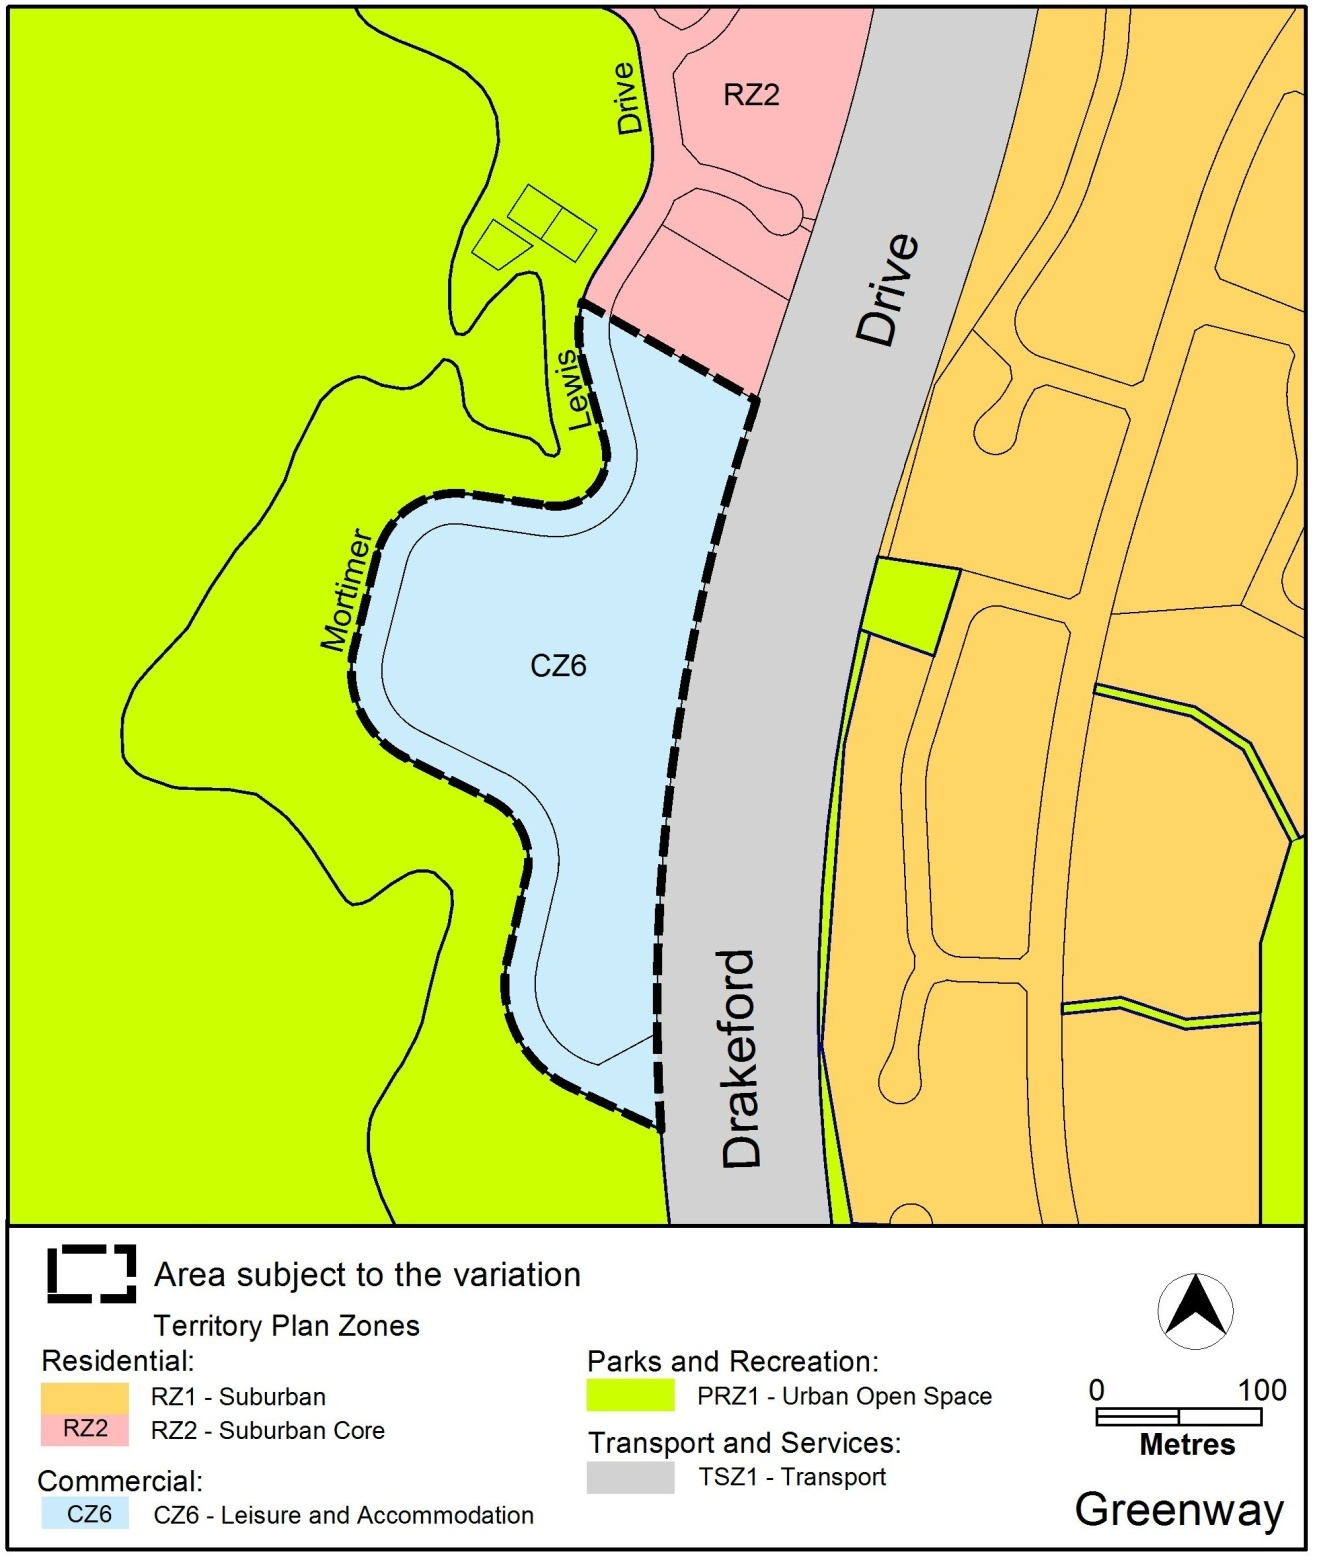 Drive
RZ2
Drive
Lewis
Mortimer
CZ6
Drakeford
Area subject to the variation
Territory Plan Zones
Residential:
RZ1 - Suburban
RZ2 RZ2 - Suburban Core
Commercial:
CZ6 CZ6 - Leisure and Accommodation
Parks and Recreation:
PRZ1 - Urban Open Space
Transport and Services:
TSZ1 - Transport
0 100
Metres
Greenway